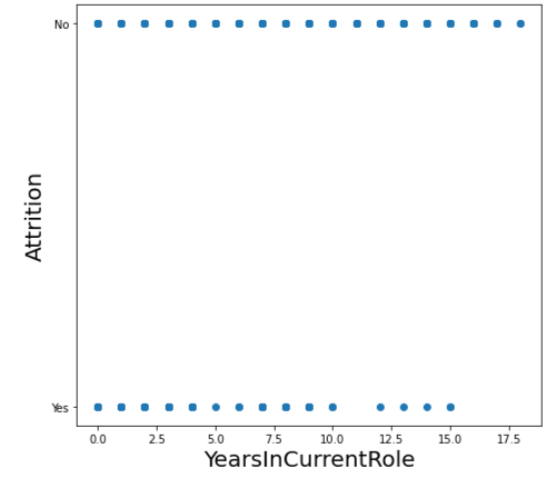 No
Attrition
Yes
0.0 2.5 5.0 7.5 10.0 12.5 15.0 17.5
YearsInCurrentRole